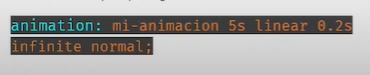 animation: mi-animacion 5s linear 0.2s
infinite normal;